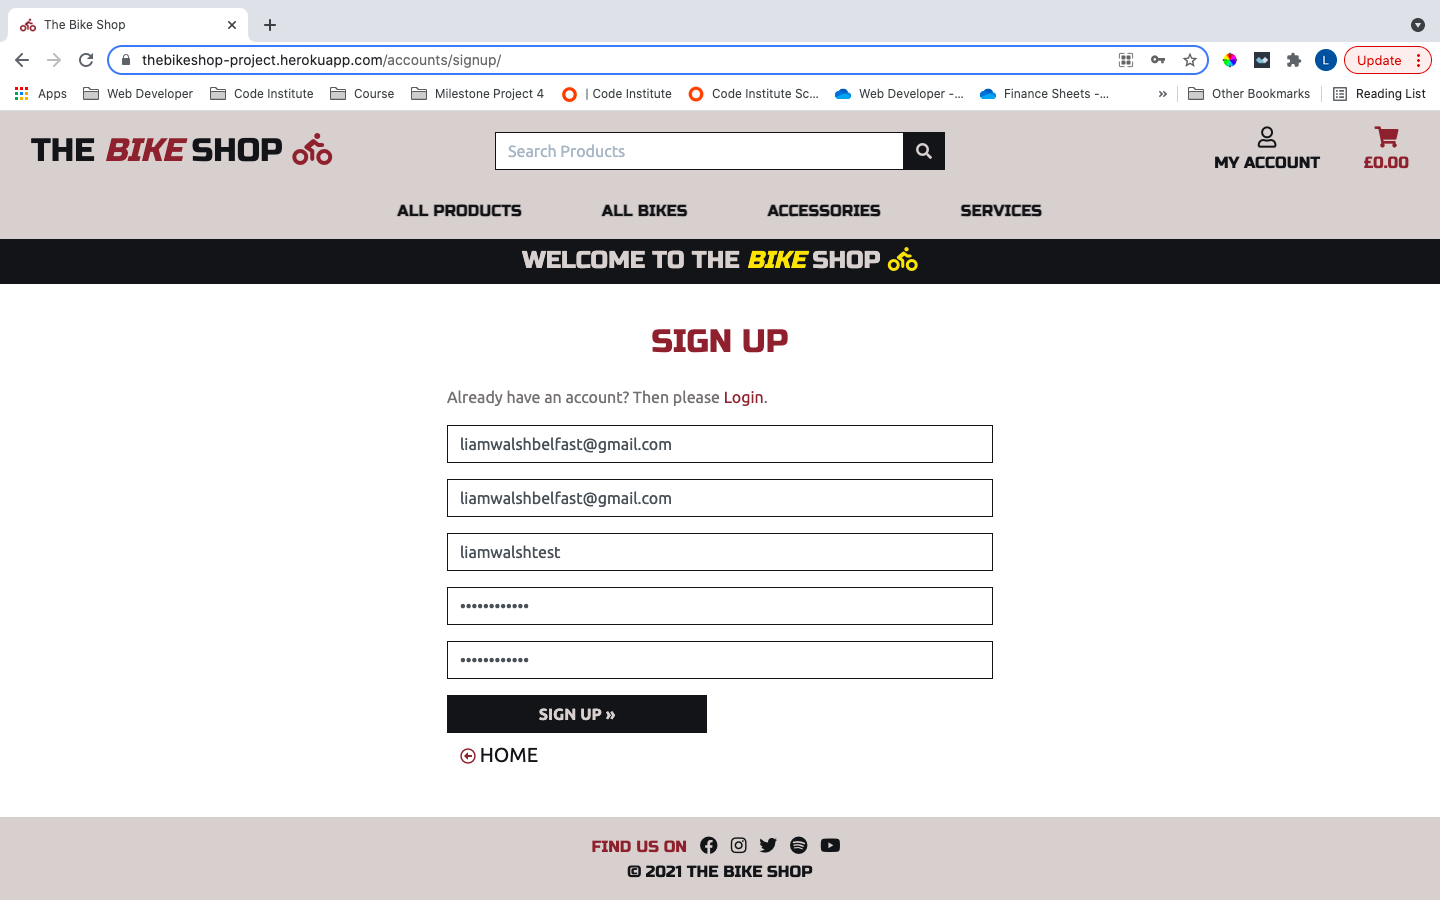 The Bike Shop
thebikeshop-project.herokuapp.com/accounts/signup/
L
Update
Apps
Web Developer
Code Institute
Course
Milestone Project 4
| Code Institute
Code Institute Sc...
Web Developer -...
Finance Sheets -...
»
Other Bookmarks
Reading List
THE BIKE SHOP
Search Products
MY ACCOUNT
£0.00
ALL PRODUCTS
ALL BIKES
ACCESSORIES
SERVICES
WELCOME TO THE BIKE SHOP
SIGN UP
Already have an account? Then please Login.
liamwalshbelfast@gmail.com
liamwalshbelfast@gmail.com
liamwalshtest
••••••••••••
••••••••••••
SIGN UP »
HOME
FIND US ON
© 2021 THE BIKE SHOP